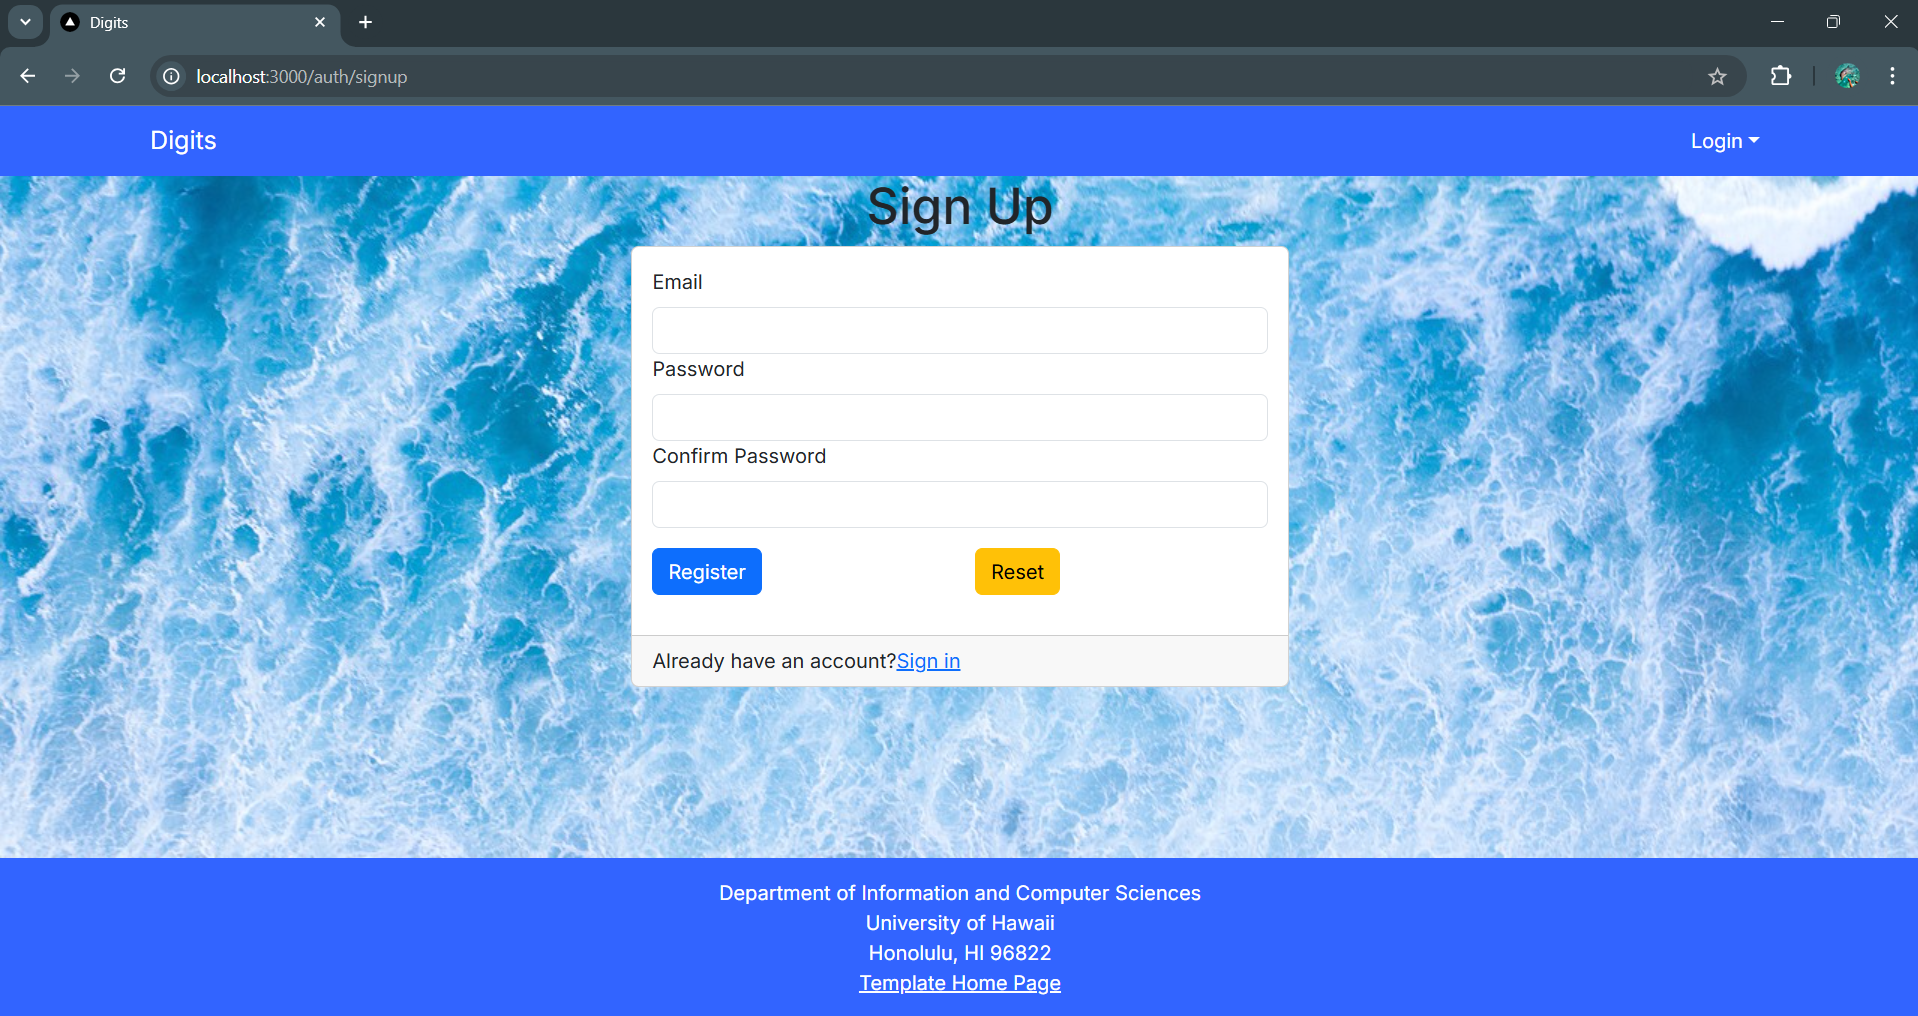 Digits
localhost:3000/auth/signup
Digits
Login
Sign Up
Email
Password
Confirm Password
Register
Reset
Already have an account?Sign in
Department of Information and Computer Sciences
University of Hawaii
Honolulu, HI 96822
Template Home Page